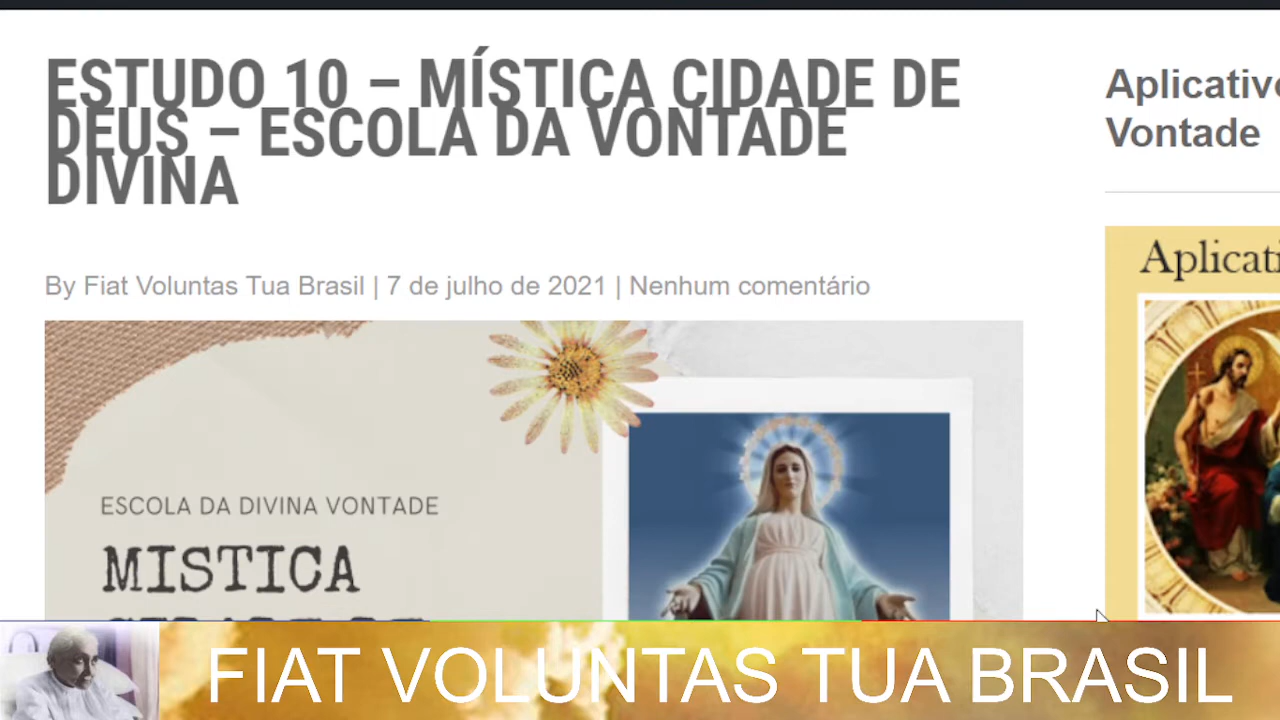 ESTUDO 10 – MÍSTICA CIDADE DE
DEUS – ESCOLA DA VONTADE
DIVINA
By Fiat Voluntas Tua Brasil | 7 de julho de 2021 | Nenhum comentário
ESCOLA DA DIVINA VONTADE
MISTICA
Vontade
FIAT VOLUNTAS TUA BRASIL